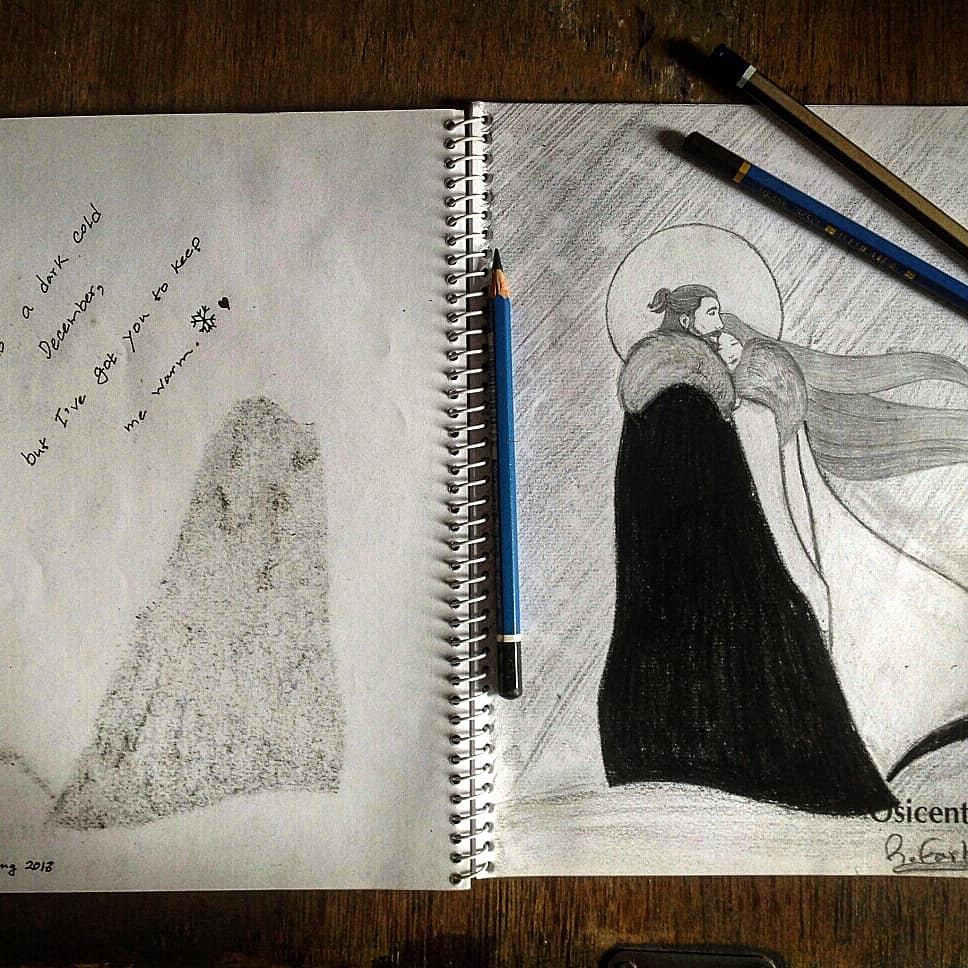 a dark cold
December,
but I've got you to keep
me warm.
2018
Osicent